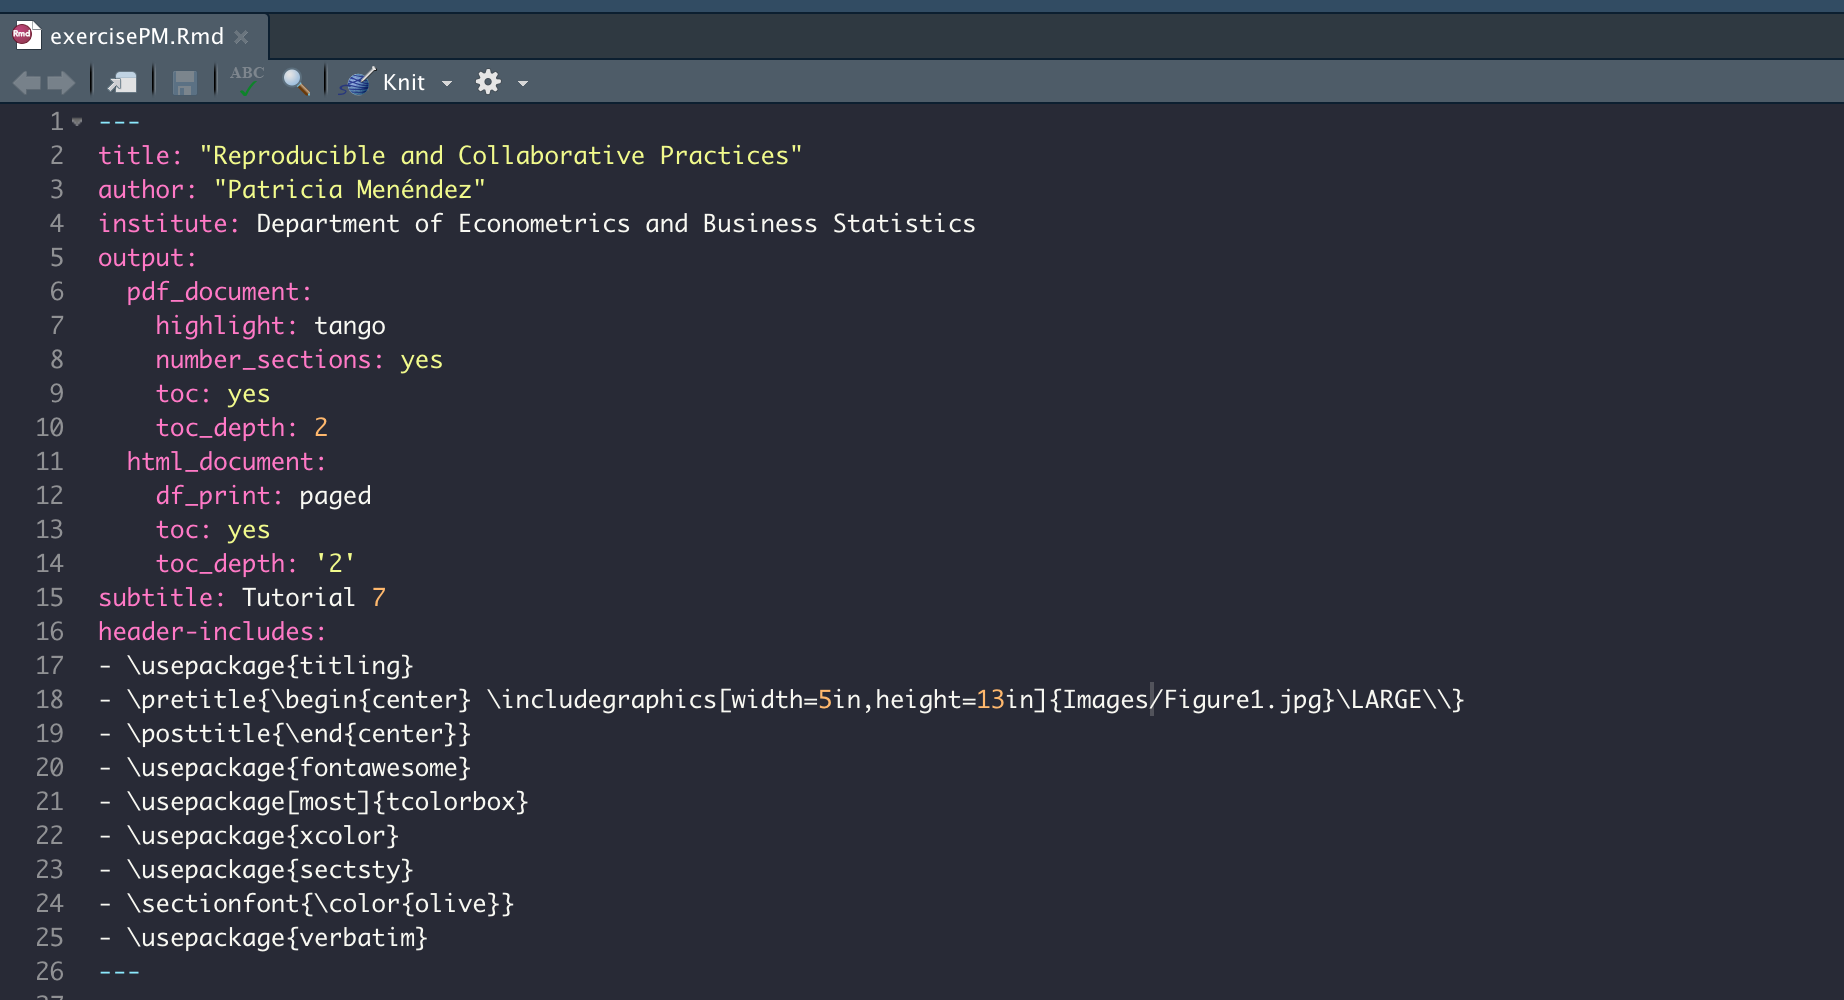 exercisePM.Rmd
ABC Knit
1 ---
2 title: "Reproducible and Collaborative Practices"
3 author: "Patricia Menéndez"
4 institute: Department of Econometrics and Business Statistics
5 output:
6   pdf_document:
7     highlight: tango
8     number_sections: yes
9     toc: yes
10     toc_depth: 2
11   html_document:
12     df_print: paged
13     toc: yes
14     toc_depth: '2'
15 subtitle: Tutorial 7
16 header-includes:
17 - \usepackage{titling}
18 - \pretitle{\begin{center} \includegraphics[width=5in,height=13in]{Images/Figure1.jpg}\LARGE\\}
19 - \posttitle{\end{center}}
20 - \usepackage{fontawesome}
21 - \usepackage[most]{tcolorbox}
22 - \usepackage{xcolor}
23 - \usepackage{sectsty}
24 - \sectionfont{\color{olive}}
25 - \usepackage{verbatim}
26 ---